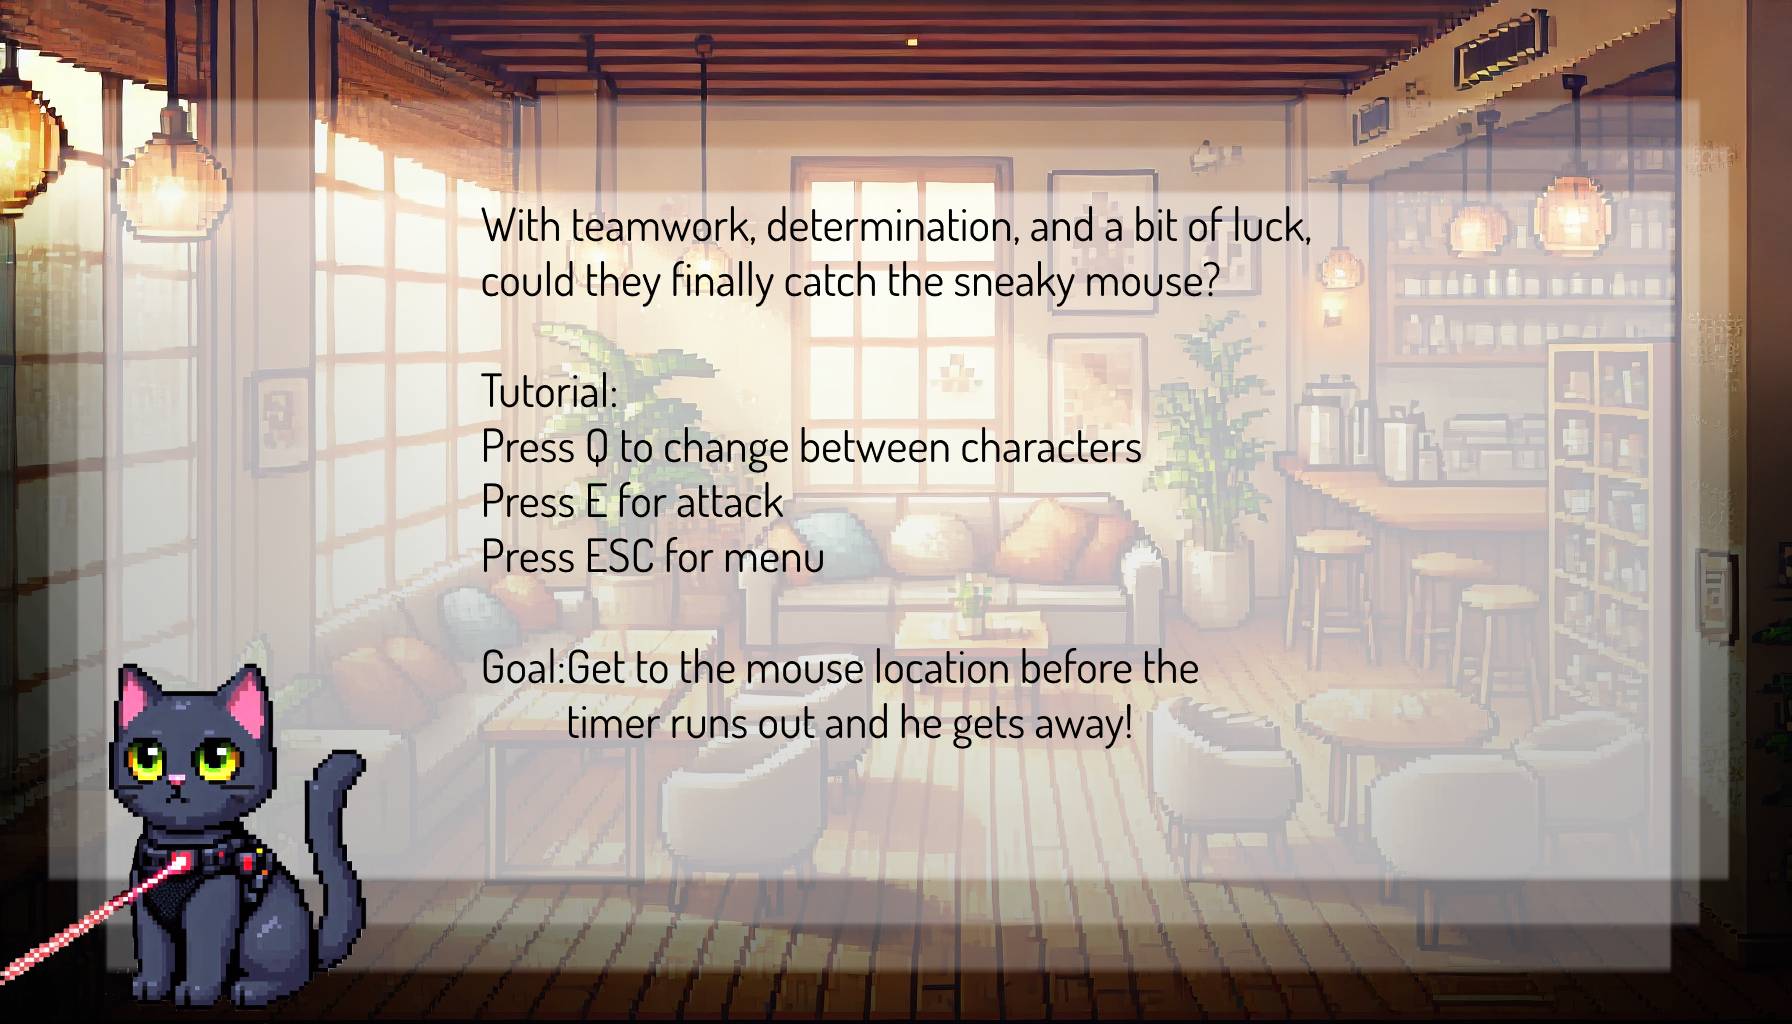 With teamwork, determination, and a bit of luck,
could they finally catch the sneaky mouse?
Tutorial:
Press Q to change between characters
Press E for attack
Press ESC for menu
Goal:Get to the mouse location before the
timer runs out and he gets away!